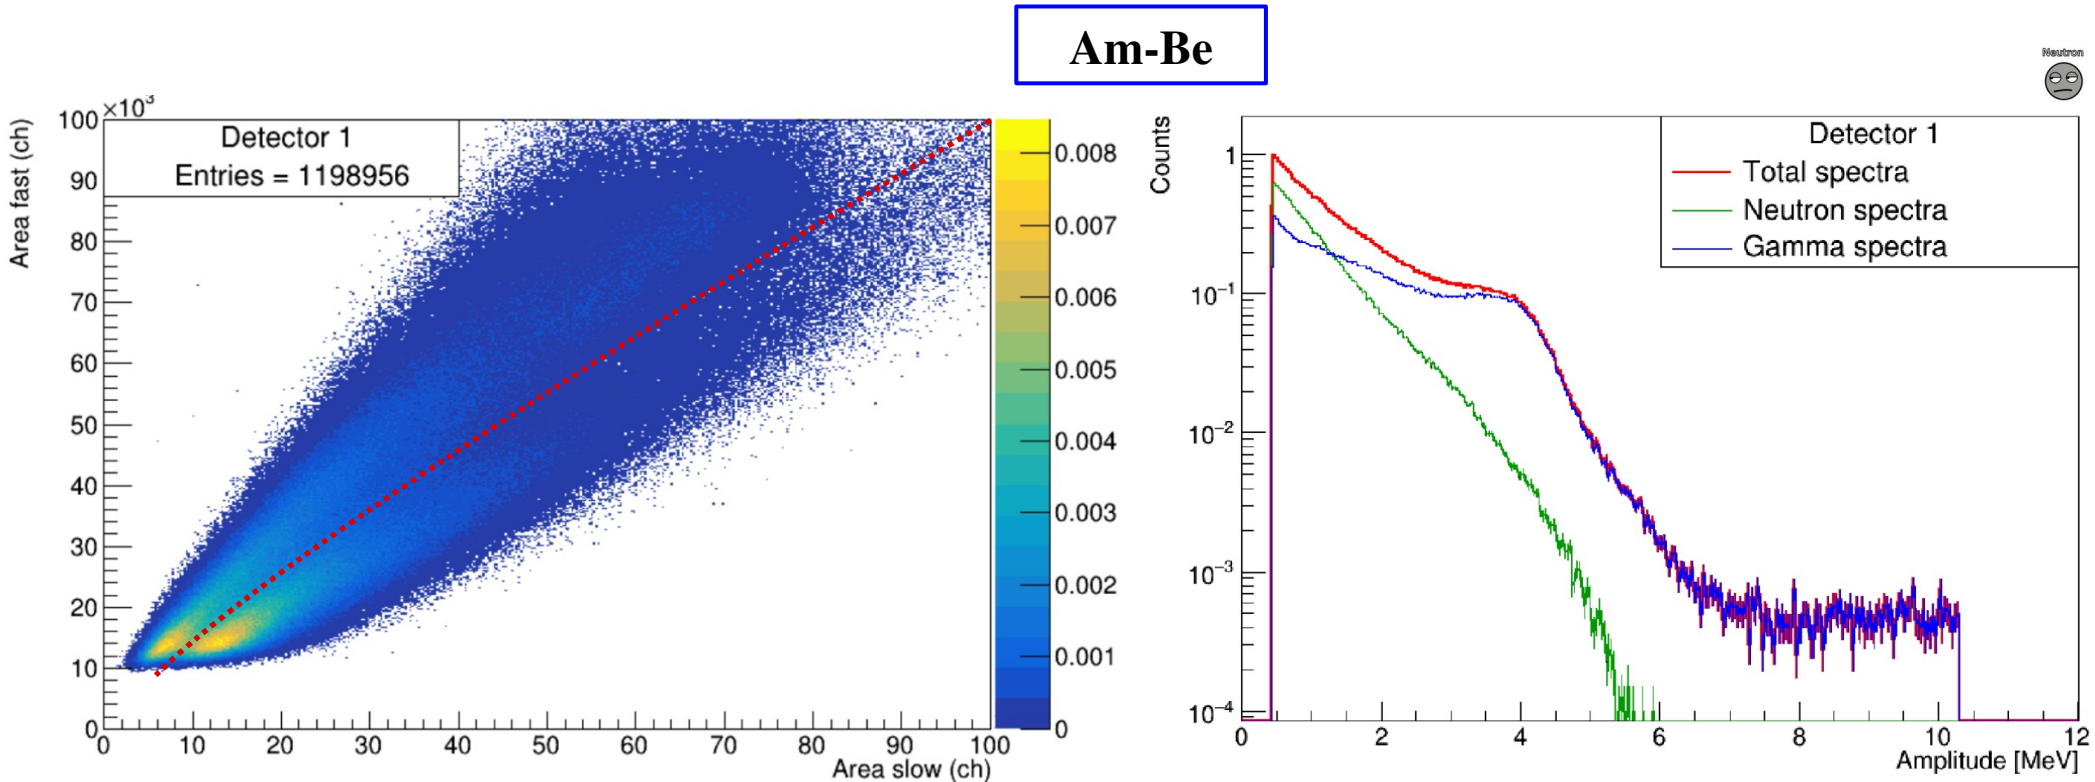 Am-Be
Neutron
×10³
Detector 1
Entries = 1198956
Area fast (ch)
100
90
80
70
60
50
40
30
20
10
0
0 10 20 30 40 50 60 70 80 90 100
Area slow (ch)
0.008
0.007
0.006
0.005
0.004
0.003
0.002
0.001
0
Counts
Detector 1
Total spectra
Neutron spectra
Gamma spectra
1
10⁻¹
10⁻²
10⁻³
10⁻⁴
0 2 4 6 8 10 12
Amplitude [MeV]